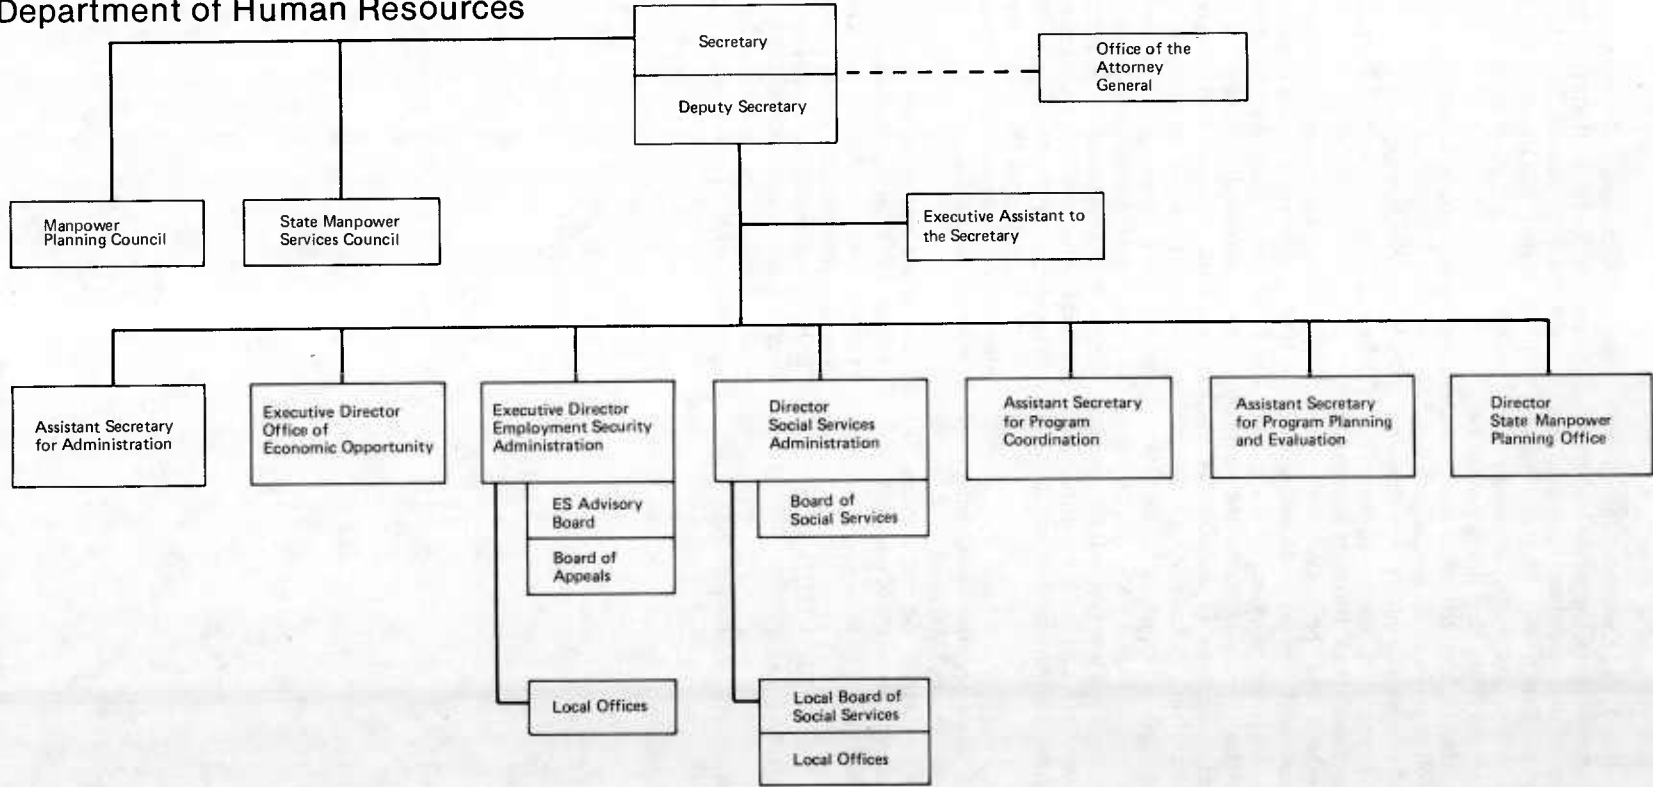 Department of Human Resources
Secretary
Deputy Secretary
Office of the
Attorney
General
Manpower
Planning Council
State Manpower
Services Council
Executive Assistant to
the Secretary
Assistant Secretary
for Administration
Executive Director
Office of
Economic Opportunity
Executive Director
Employment Security
Administration
Director
Social Services
Administration
Assistant Secretary
for Program
Coordination
Assistant Secretary
for Program Planning
and Evaluation
Director
State Manpower
Planning Office
ES Advisory
Board
Board of
Appeals
Board of
Social Services
Local Offices
Local Board of
Social Services
Local Offices